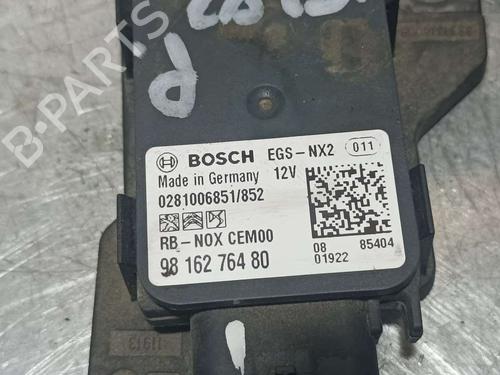 BOSCH EGS-NX2 011
Made in Germany 12V
0281006851/852
RB-NOX CEM00
08 85404
98 162 764 80
01922
11913
B-PARTS